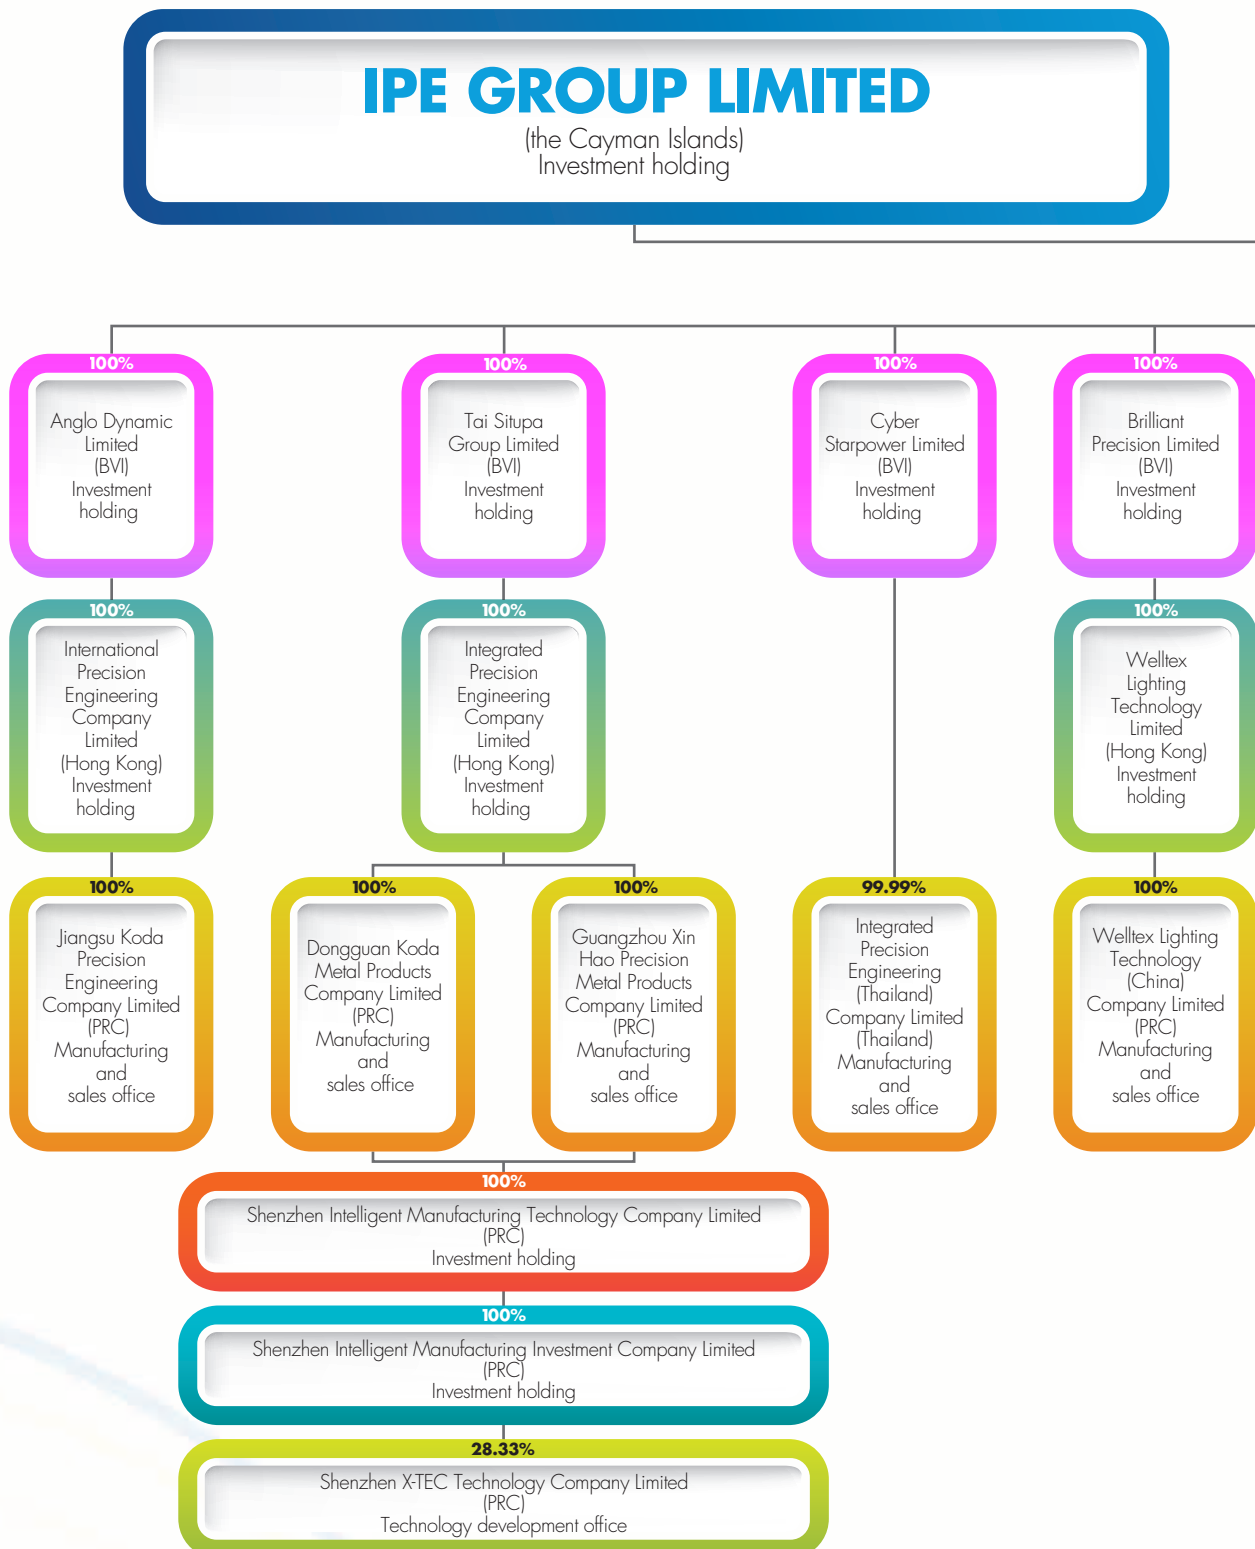 IPE GROUP LIMITED
(the Cayman Islands)
Investment holding
100%
Anglo Dynamic
Limited
(BVI)
Investment
holding
100%
Tai Situpa
Group Limited
(BVI)
Investment
holding
100%
Cyber
Starpower Limited
(BVI)
Investment
holding
100%
Brilliant
Precision Limited
(BVI)
Investment
holding
100%
International
Precision
Engineering
Company
Limited
(Hong Kong)
Investment
holding
100%
Integrated
Precision
Engineering
Company
Limited
(Hong Kong)
Investment
holding
100%
Welltex
Lighting
Technology
Limited
(Hong Kong)
Investment
holding
100%
Jiangsu Koda
Precision
Engineering
Company Limited
(PRC)
Manufacturing
and
sales office
100%
Dongguan Koda
Metal Products
Company Limited
(PRC)
Manufacturing
and
sales office
100%
Guangzhou Xin
Hao Precision
Metal Products
Company Limited
(PRC)
Manufacturing
and
sales office
99.99%
Integrated
Precision
Engineering
(Thailand)
Company Limited
(Thailand)
Manufacturing
and
sales office
100%
Welltex Lighting
Technology
(China)
Company Limited
(PRC)
Manufacturing
and
sales office
100%
Shenzhen Intelligent Manufacturing Technology Company Limited
(PRC)
Investment holding
100%
Shenzhen Intelligent Manufacturing Investment Company Limited
(PRC)
Investment holding
28.33%
Shenzhen X-TEC Technology Company Limited
(PRC)
Technology development office